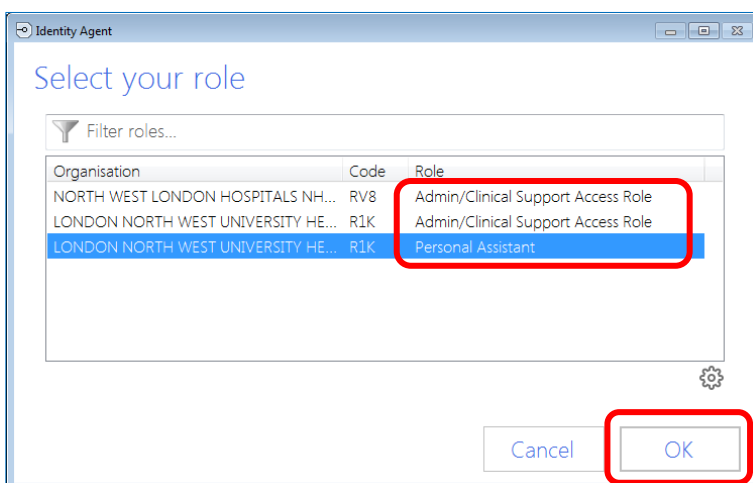 Identity Agent
Select your role
Filter roles...
Organisation Code Role
NORTH WEST LONDON HOSPITALS NH... RV8 Admin/Clinical Support Access Role
LONDON NORTH WEST UNIVERSITY HE... R1K Admin/Clinical Support Access Role
LONDON NORTH WEST UNIVERSITY HE... R1K Personal Assistant
Cancel OK